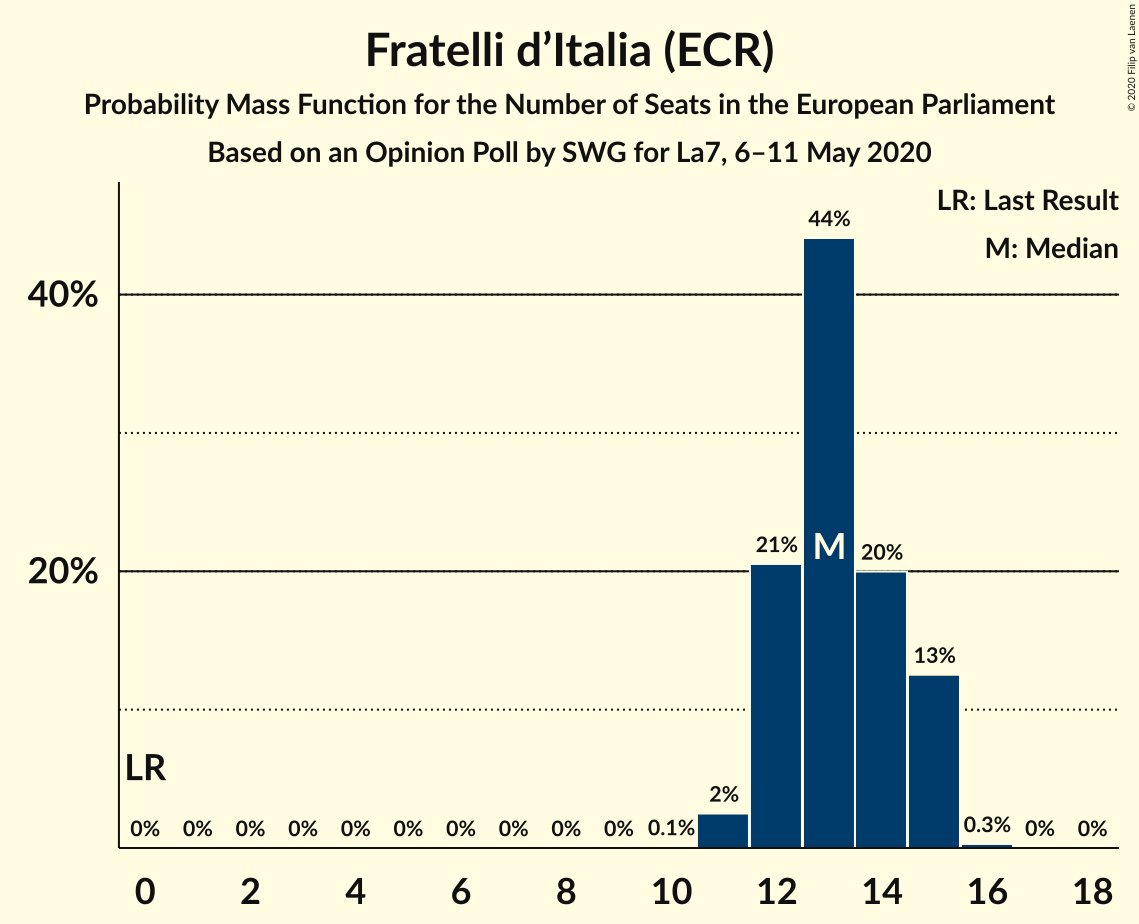 Fratelli d’Italia (ECR)
Probability Mass Function for the Number of Seats in the European Parliament
Based on an Opinion Poll by SWG for La7, 6–11 May 2020
© 2020 Filip van Laenen
LR: Last Result
M: Median
44%
40%
21%
M
20%
20%
13%
LR
2%
0% 0% 0% 0% 0% 0% 0% 0% 0% 0% 0.1% 0.3% 0% 0%
0 2 4 6 8 10 12 14 16 18